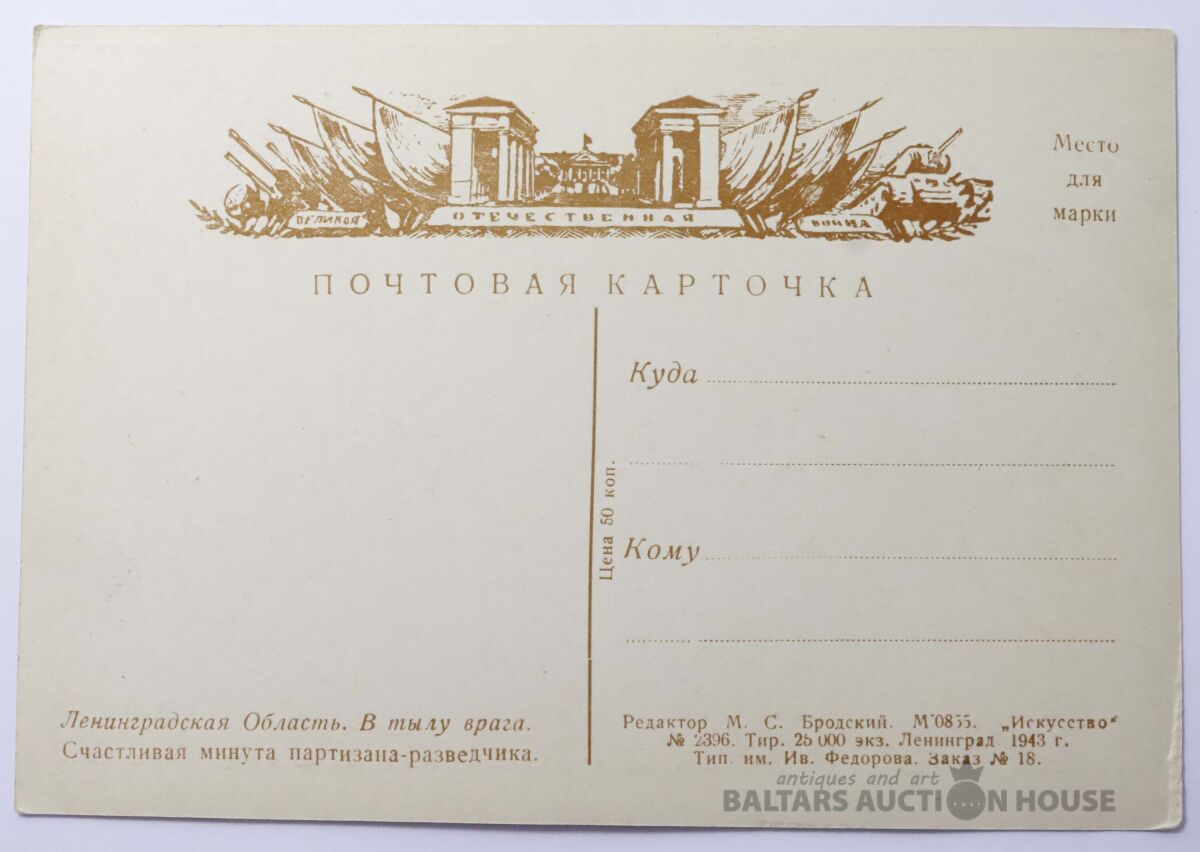 ВЕЛИКАЯ ОТЕЧЕСТВЕННАЯ ВОЙНА
Место
для
марки
ПОЧТОВАЯ КАРТОЧКА
Куда
Цена 50 коп.
Кому
Ленинградская Область. В тылу врага.
Счастливая минута партизана-разведчика.
Редактор М. С. Бродский. М-0855. „Искусство“
№ 2396. Тир. 25 000 экз. Ленинград 1943 г.
Тип. им. Ив. Федорова. Заказ № 18.
antiques and art
BALTARS AUCTION HOUSE